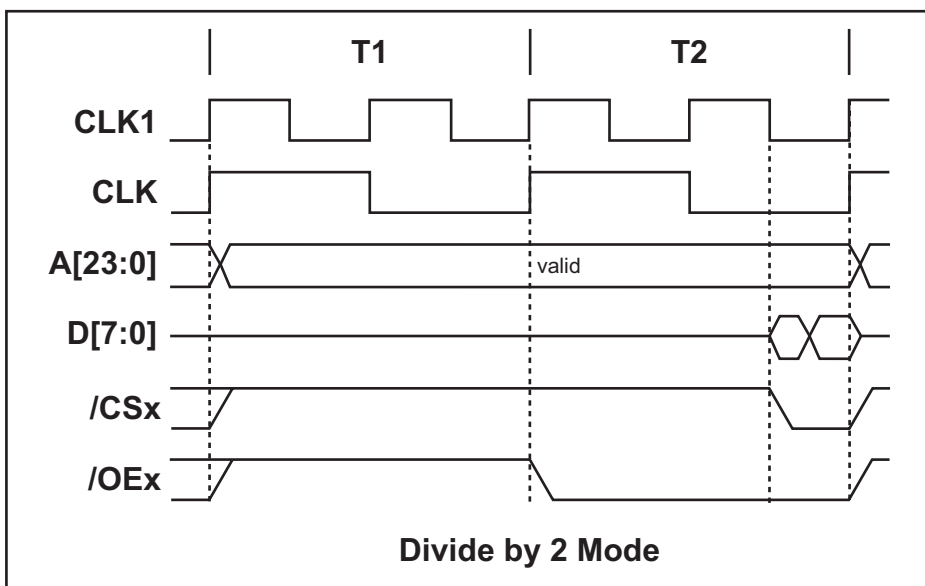 T1 T2
CLK1
CLK
A[23:0] valid
D[7:0]
/CSx
/OEx
Divide by 2 Mode